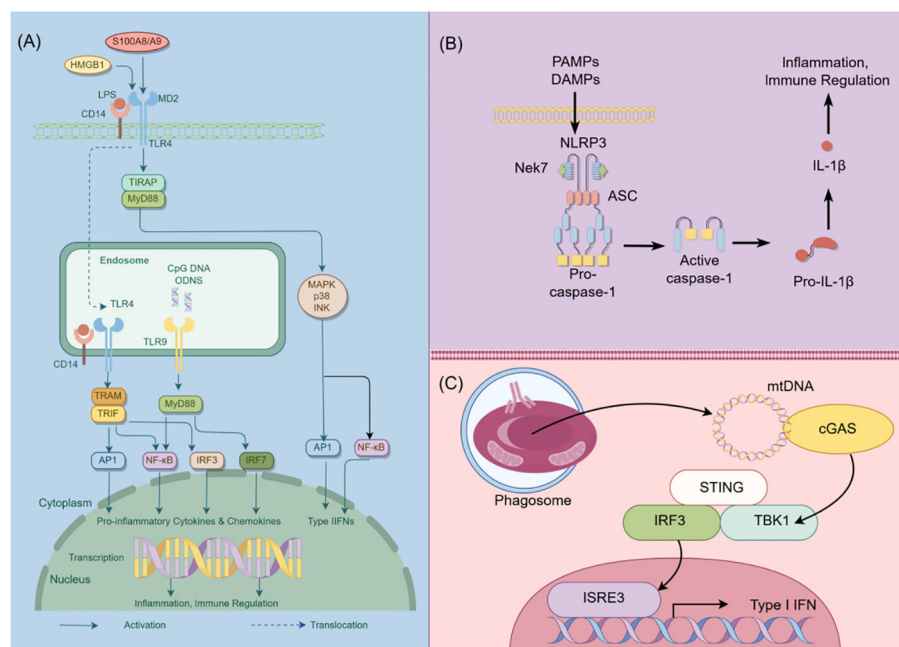 (A)
S100A8/A9
HMGB1
LPS
MD2
CD14
TLR4
TIRAP
MyD88
Endosome
CpG DNA
ODNS
TLR4
TLR9
CD14
MAPK
p38
INK
TRAM
TRIF
MyD88
AP1
NF-κB
IRF3
IRF7
AP1
NF-κB
Cytoplasm
Pro-inflammatory Cytokines & Chemokines
Type IIFNs
Transcription
Nucleus
Inflammation, Immune Regulation
Activation
Translocation
(B)
PAMPs
DAMPs
NLRP3
Nek7
ASC
Pro-
caspase-1
Active
caspase-1
Pro-IL-1β
IL-1β
Inflammation,
Immune Regulation
(C)
Phagosome
mtDNA
cGAS
STING
IRF3
TBK1
ISRE3
Type I IFN